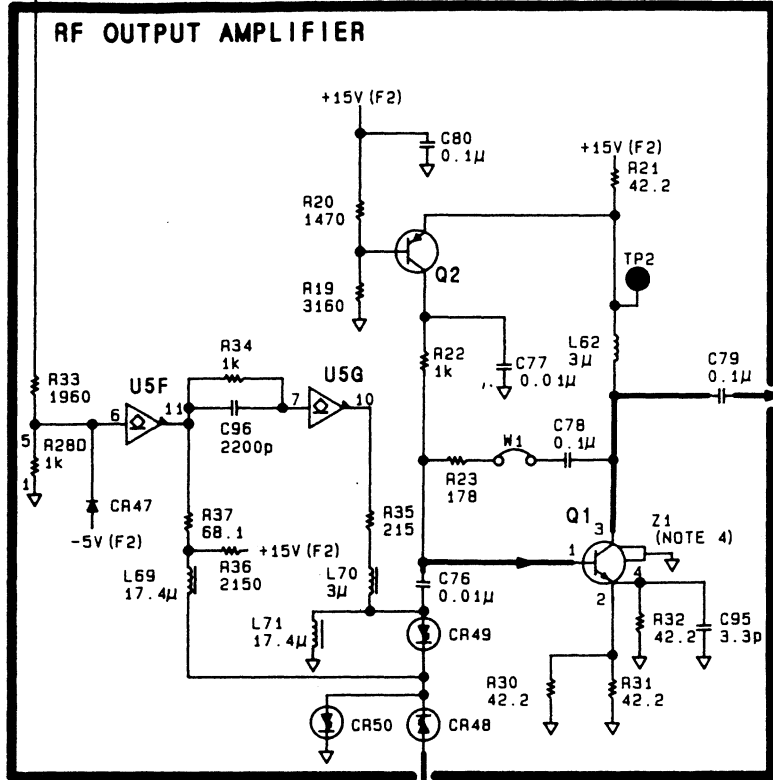 RF OUTPUT AMPLIFIER
+15V (F2)
C80
0.1µ
+15V (F2)
R21
42.2
R20
1470
Q2
TP2
R19
3160
R34
1k
R22
1k
C77
0.01µ
L62
3µ
C79
0.1µ
R33
1960
U5F
U5G
6
11
7
10
C96
2200p
C78
0.1µ
W1
5
R28D
1k
1
R23
178
CR47
-5V (F2)
R37
68.1
R35
215
Q1
3
Z1
(NOTE 4)
+15V (F2)
R36
2150
1
L69
17.4µ
L70
3µ
C76
0.01µ
4
2
L71
17.4µ
CR49
R32
42.2
C95
3.3p
R30
42.2
R31
42.2
CR50
CR48